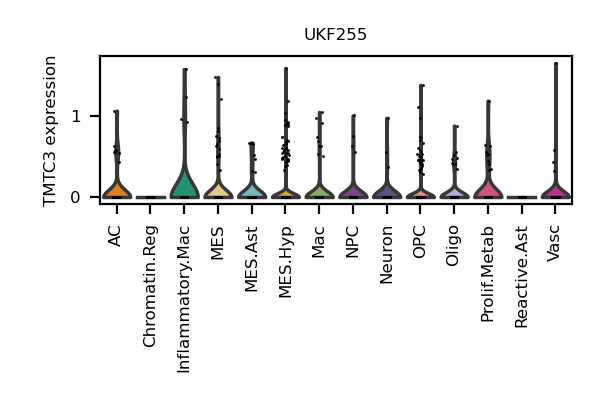 UKF255
TMTC3 expression
1
0
AC
Chromatin.Reg
Inflammatory.Mac
MES
MES.Ast
MES.Hyp
Mac
NPC
Neuron
OPC
Oligo
Prolif.Metab
Reactive.Ast
Vasc